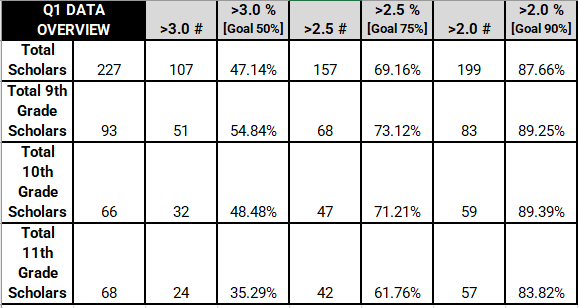 Q1 DATA OVERVIEW >3.0 # >3.0 % [Goal 50%] >2.5 # >2.5 % [Goal 75%] >2.0 # >2.0 % [Goal 90%]
Total Scholars 227 107 47.14% 157 69.16% 199 87.66%
Total 9th Grade Scholars 93 51 54.84% 68 73.12% 83 89.25%
Total 10th Grade Scholars 66 32 48.48% 47 71.21% 59 89.39%
Total 11th Grade Scholars 68 24 35.29% 42 61.76% 57 83.82%